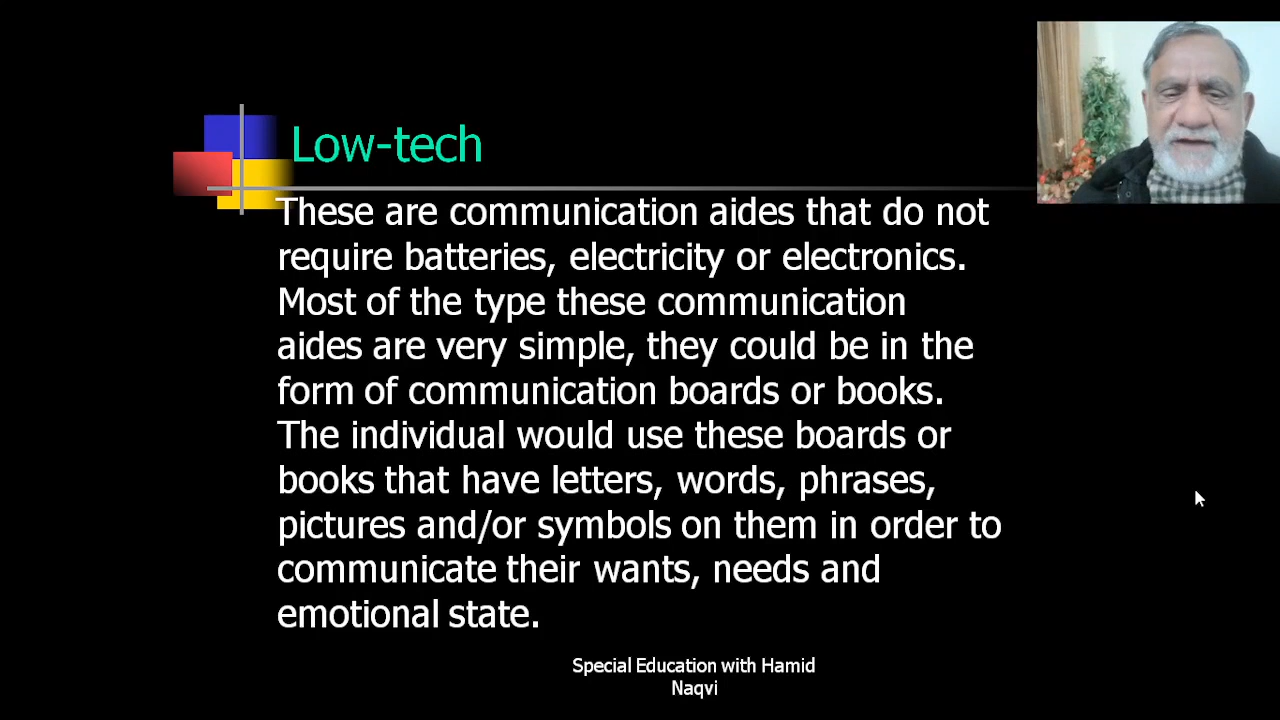 Low-tech
These are communication aides that do not
require batteries, electricity or electronics.
Most of the type these communication
aides are very simple, they could be in the
form of communication boards or books.
The individual would use these boards or
books that have letters, words, phrases,
pictures and/or symbols on them in order to
communicate their wants, needs and
emotional state.
Special Education with Hamid
Naqvi